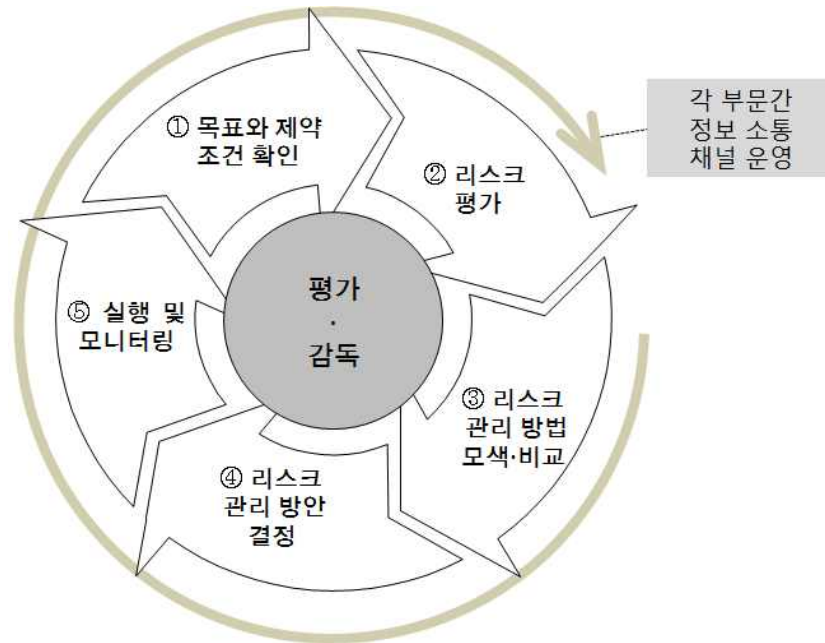 ① 목표와 제약
조건 확인
② 리스크
평가
③ 리스크
관리 방법
모색·비교
④ 리스크
관리 방안
결정
⑤ 실행 및
모니터링
평가
·
감독
각 부문간
정보 소통
채널 운영